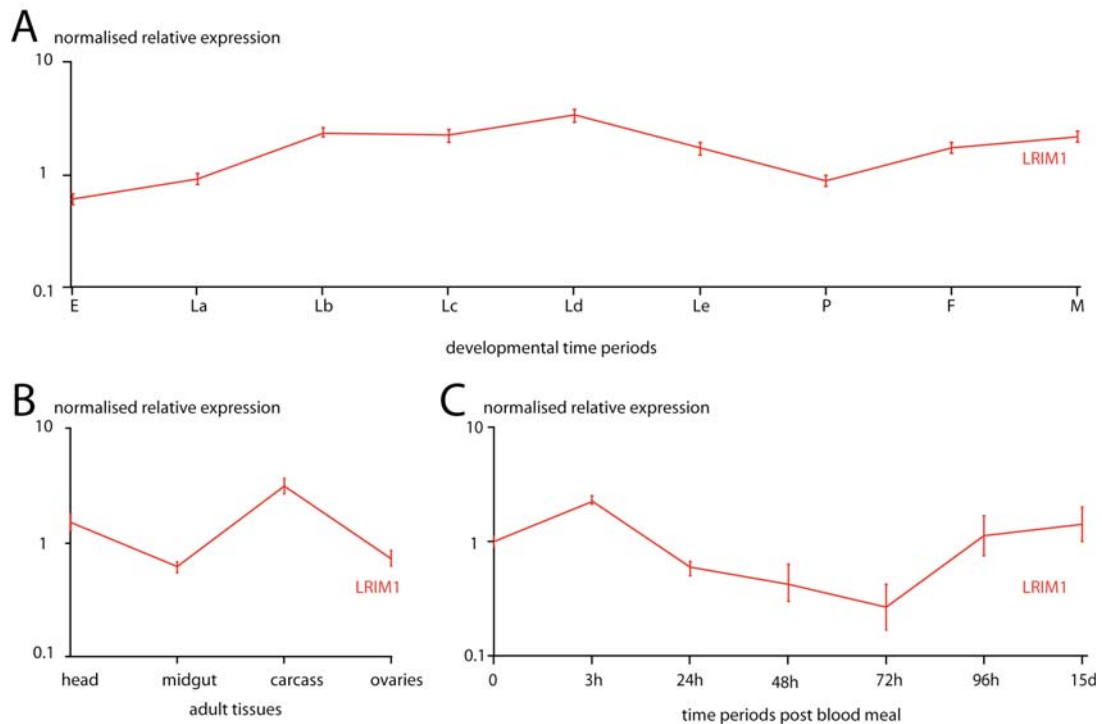 A
normalised relative expression
10
1
0.1
LRIM1
E La Lb Lc Ld Le P F M
developmental time periods
B
normalised relative expression
10
1
0.1
LRIM1
head midgut carcass ovaries
adult tissues
C
normalised relative expression
10
1
0.1
LRIM1
0 3h 24h 48h 72h 96h 15d
time periods post blood meal